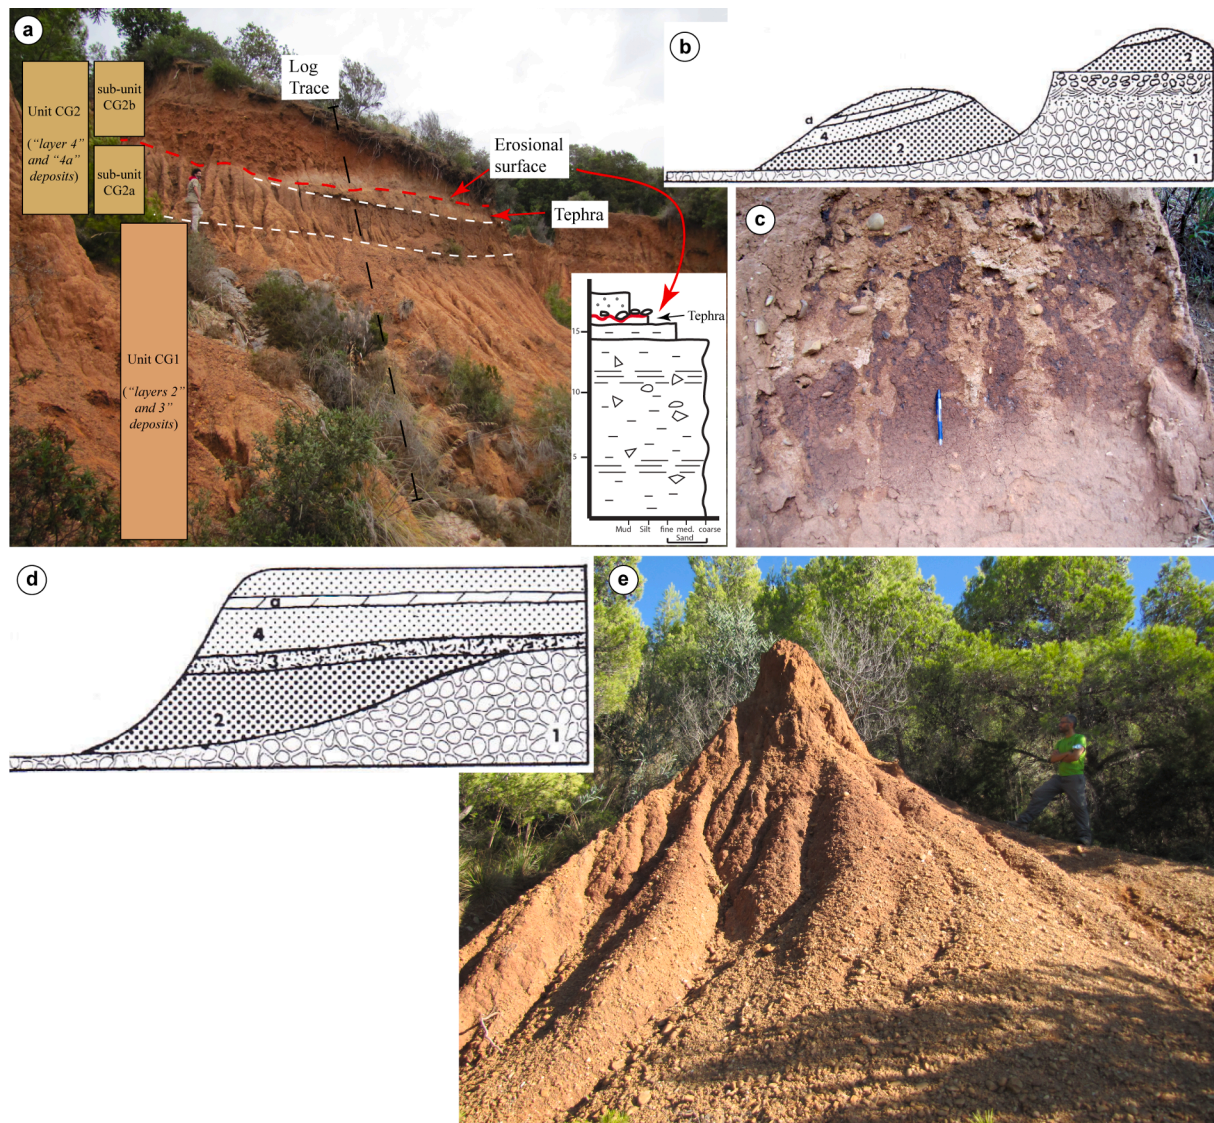 a
Unit CG2
(“layer 4”
and “4a”
deposits)
sub-unit
CG2b
sub-unit
CG2a
Unit CG1
(“layers 2”
and 3”
deposits)
Log
Trace
Erosional
surface
Tephra
Tephra
15
10
5
Mud Silt fine med. coarse
Sand
b
a
4
2
2
1
c
d
a
4
3
2
1
e